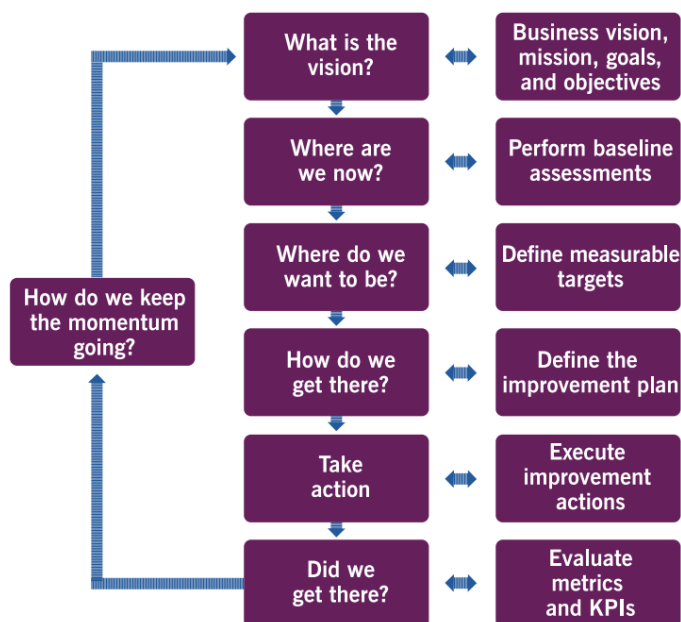 What is the
vision?
Business vision,
mission, goals,
and objectives
Where are
we now?
Perform baseline
assessments
Where do we
want to be?
Define measurable
targets
How do we keep
the momentum
going?
How do we
get there?
Define the
improvement plan
Take
action
Execute
improvement
actions
Did we
get there?
Evaluate
metrics
and KPIs